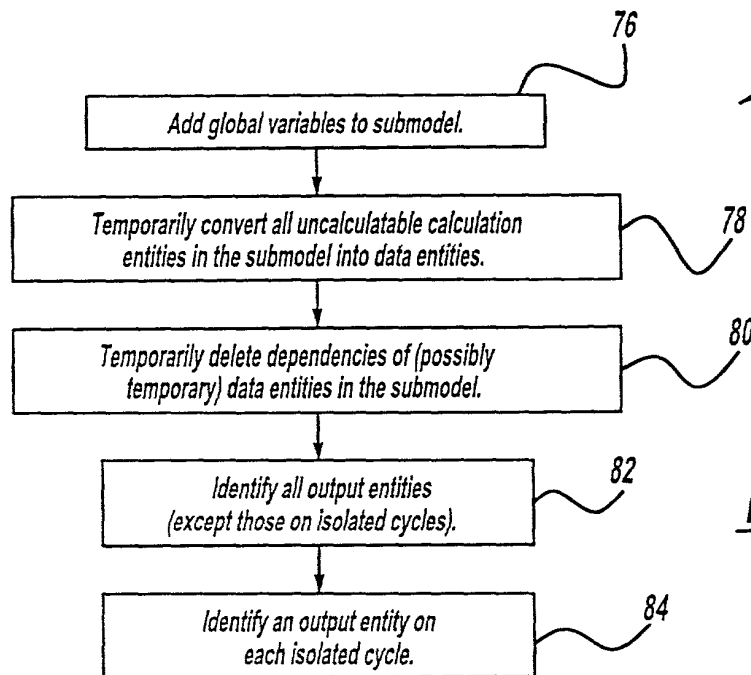 76
Add global variables to submodel.
Temporarily convert all uncalculatable calculation
entities in the submodel into data entities.
78
Temporarily delete dependencies of (possibly
temporary) data entities in the submodel.
80
Identify all output entities
(except those on isolated cycles).
82
Identify an output entity on
each isolated cycle.
84